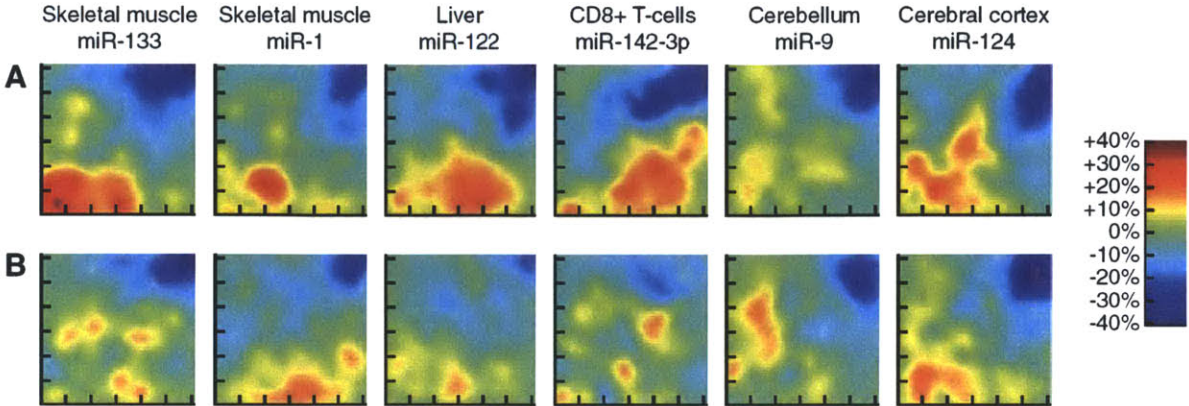 Skeletal muscle Skeletal muscle Liver CD8+ T-cells Cerebellum Cerebral cortex
miR-133 miR-1 miR-122 miR-142-3p miR-9 miR-124
A
+40%
+30%
+20%
+10%
0%
-10%
-20%
-30%
-40%
B